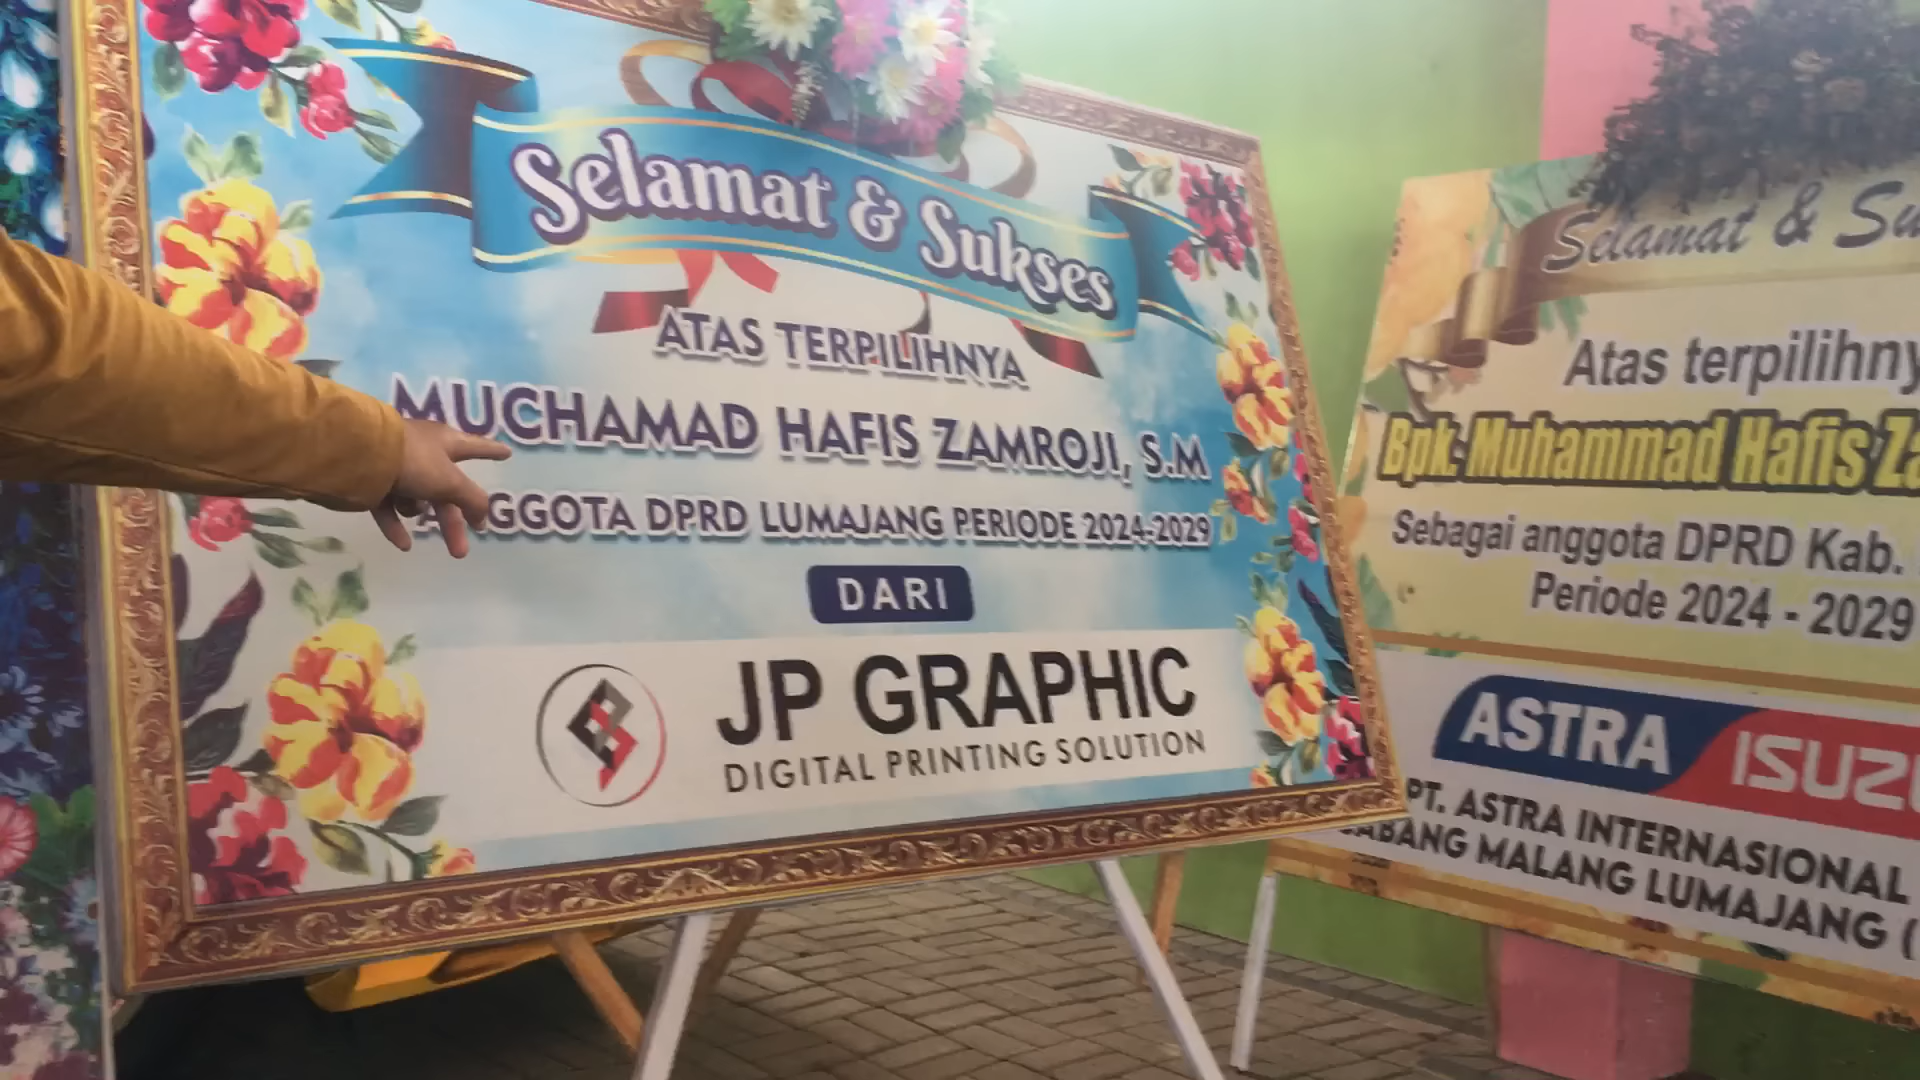 Selamat & Sukses
ATAS TERPILIHNYA
MUCHAMAD HAFIS ZAMROJI, S.M
ANGGOTA DPRD LUMAJANG PERIODE 2024-2029
DARI
JP GRAPHIC
DIGITAL PRINTING SOLUTION
Selamat & Su
Atas terpilihny
Bpk. Muhammad Hafis Za
Sebagai anggota DPRD Kab.
Periode 2024 - 2029
ASTRA ISUZU
PT. ASTRA INTERNASIONAL
CABANG MALANG LUMAJANG (